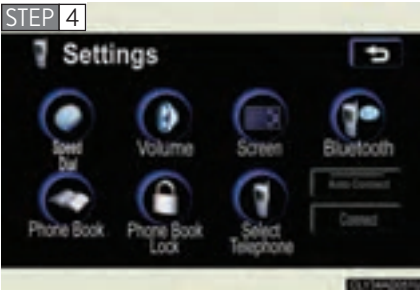 STEP 4
Settings
Speed
Dial
Volume
Screen
Bluetooth
Phone Book
Phone Book
Lock
Select
Telephone
Auto Connect
Connect